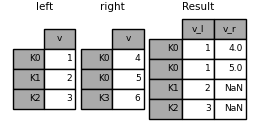 left right Result
v
K0 1
K1 2
K2 3
v
K0 4
K0 5
K3 6
v_l v_r
K0 1 4.0
K0 1 5.0
K1 2 NaN
K2 3 NaN